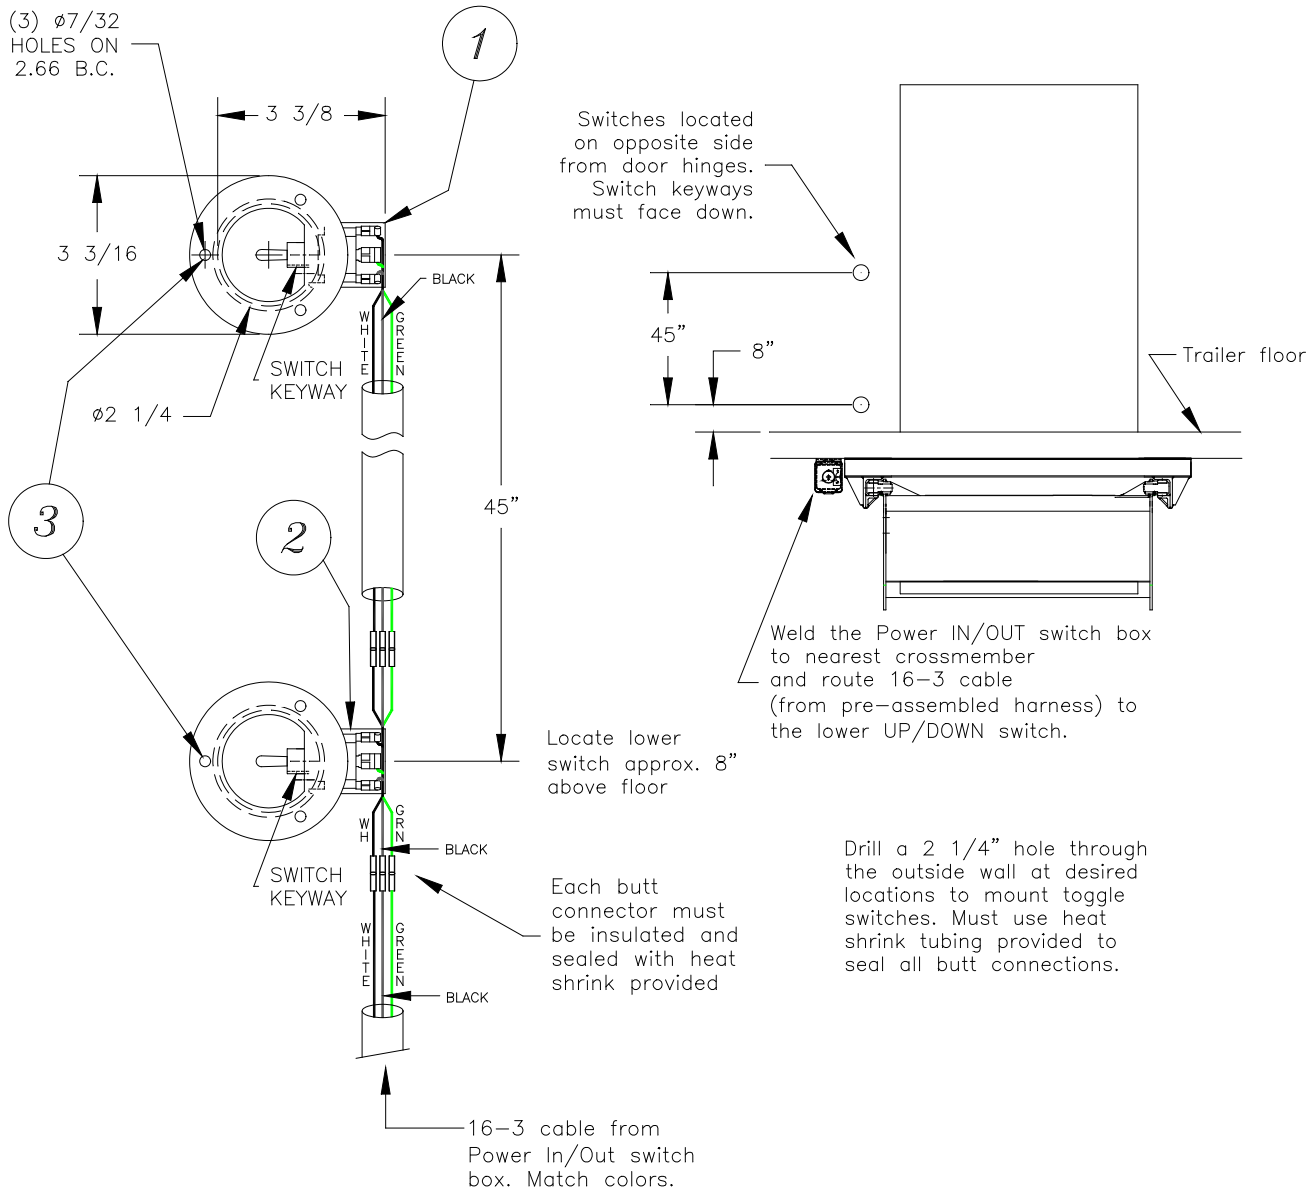 (3) ø7/32
HOLES ON
2.66 B.C.
1
3 3/8
3 3/16
BLACK
WHITE
GREEN
SWITCH
KEYWAY
ø2 1/4
3
45”
2
Locate lower
switch approx. 8”
above floor
WH
GRN
BLACK
SWITCH
KEYWAY
Each butt
connector must
be insulated and
sealed with heat
shrink provided
WHITE
GREEN
BLACK
16-3 cable from
Power In/Out switch
box. Match colors.
Switches located
on opposite side
from door hinges.
Switch keyways
must face down.
45”
8”
Trailer floor
Weld the Power IN/OUT switch box
to nearest crossmember
and route 16-3 cable
(from pre-assembled harness) to
the lower UP/DOWN switch.
Drill a 2 1/4” hole through
the outside wall at desired
locations to mount toggle
switches. Must use heat
shrink tubing provided to
seal all butt connections.